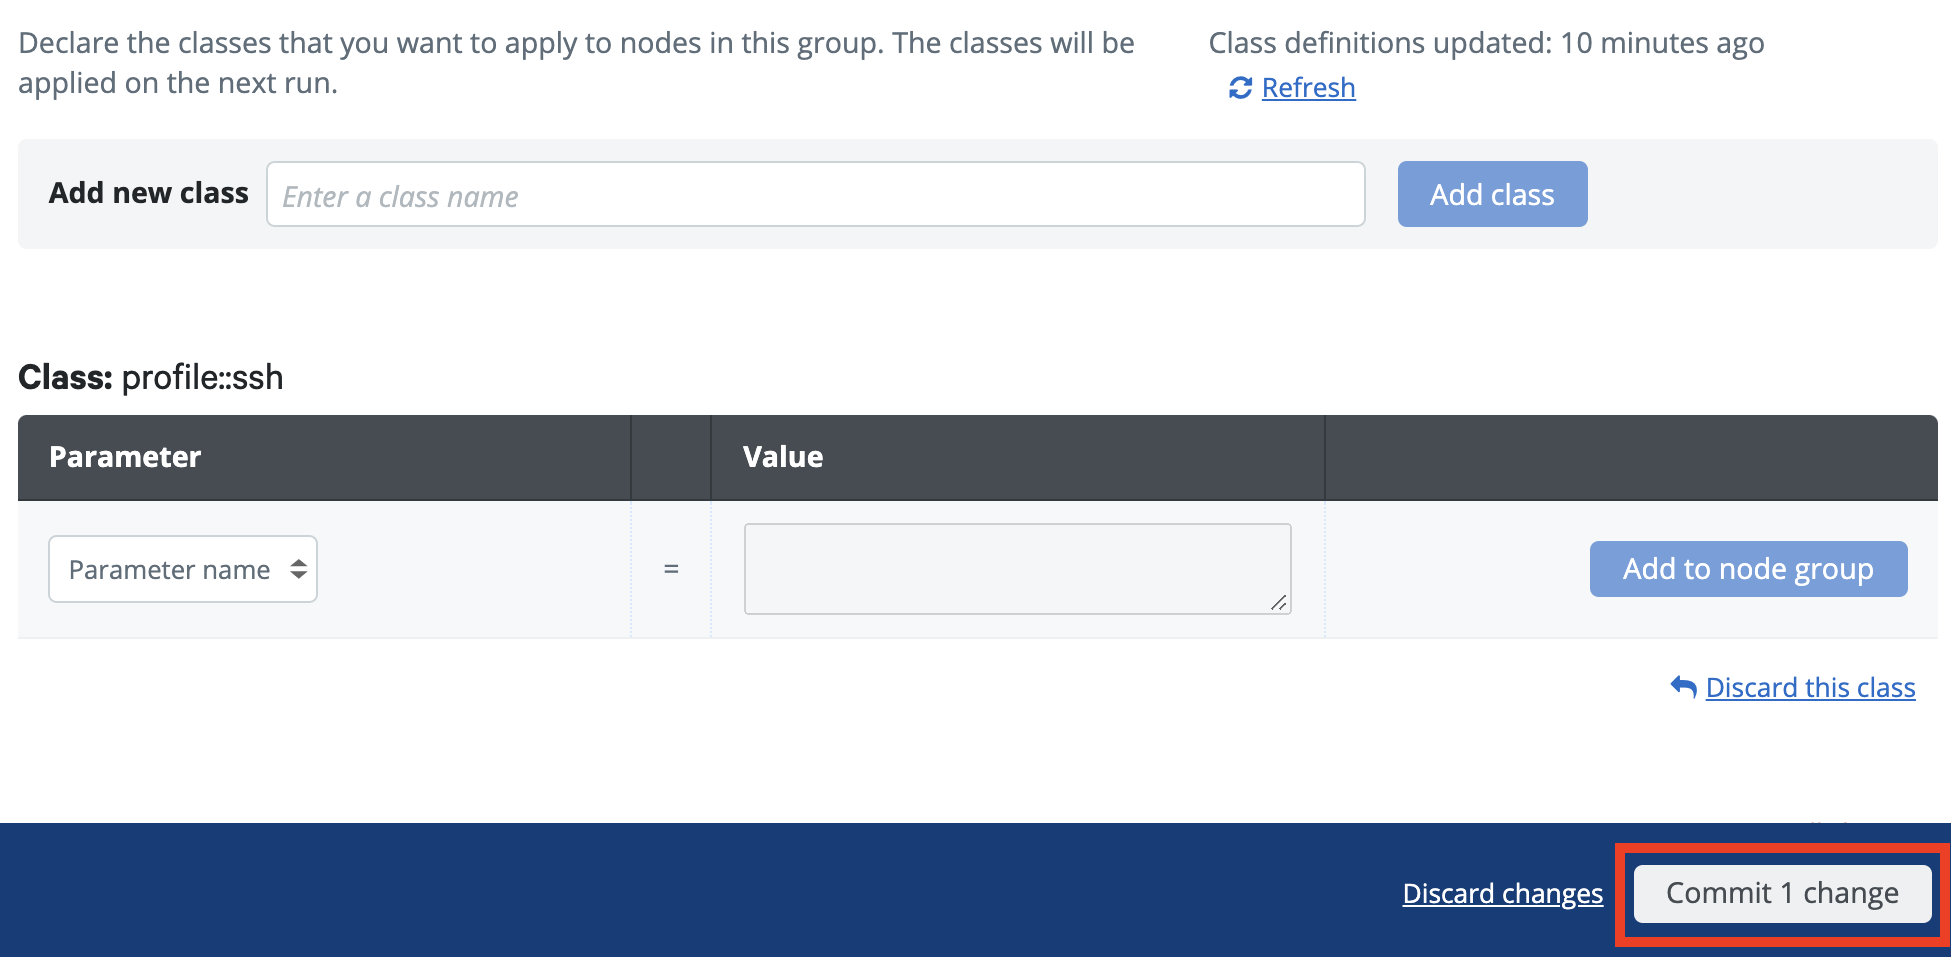 Declare the classes that you want to apply to nodes in this group. The classes will be
applied on the next run.
Class definitions updated: 10 minutes ago
Refresh
Add new class
Enter a class name
Add class
Class: profile::ssh
Parameter
Value
Parameter name
=
Add to node group
Discard this class
Discard changes
Commit 1 change